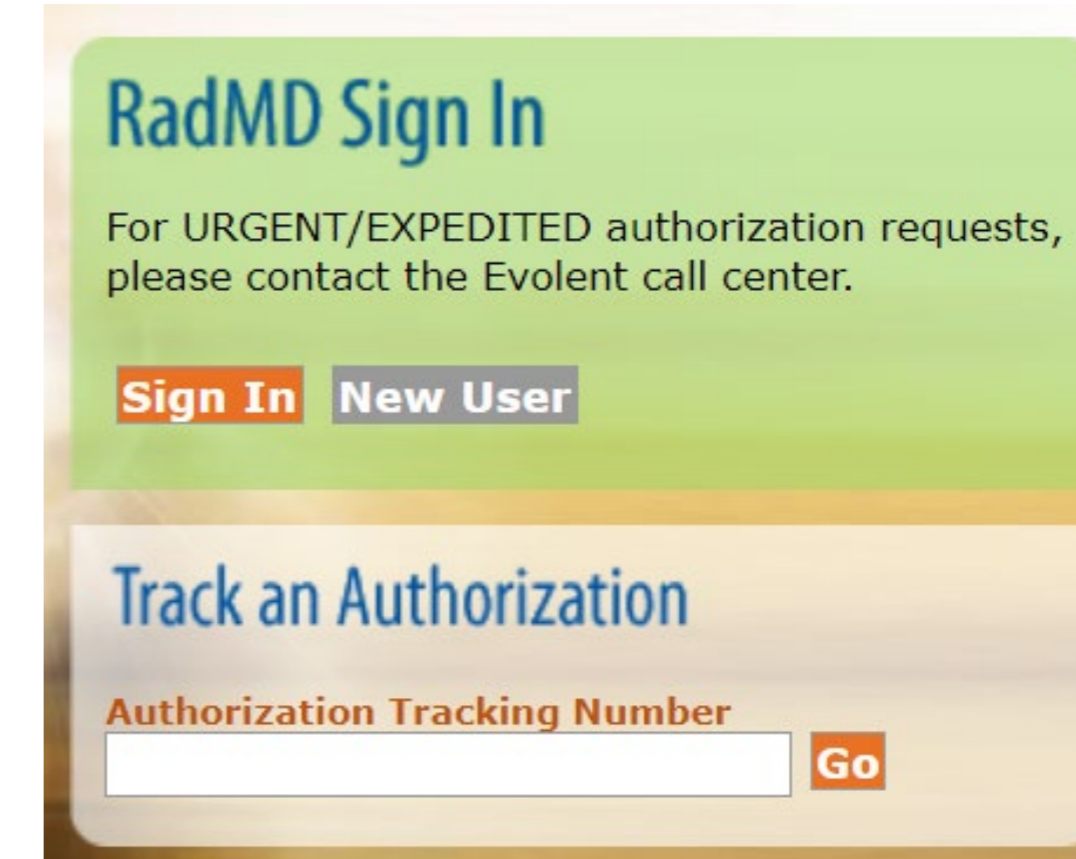 RadMD Sign In
For URGENT/EXPEDITED authorization requests,
please contact the Evolent call center.
Sign In New User
Track an Authorization
Authorization Tracking Number
Go